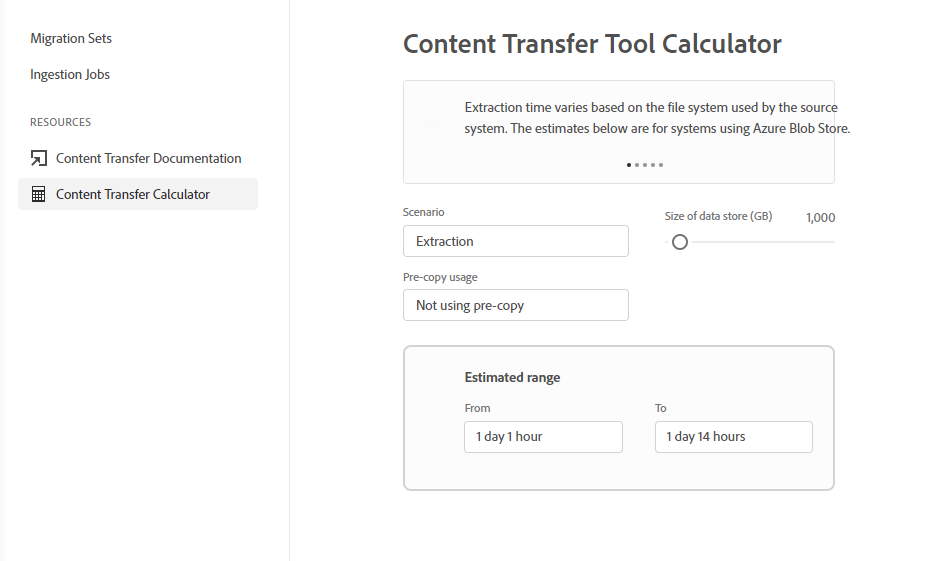 Migration Sets
Ingestion Jobs
RESOURCES
Content Transfer Documentation
Content Transfer Calculator
Content Transfer Tool Calculator
Extraction time varies based on the file system used by the source
system. The estimates below are for systems using Azure Blob Store.
Scenario
Extraction
Size of data store (GB)
1,000
Pre-copy usage
Not using pre-copy
Estimated range
From
To
1 day 1 hour
1 day 14 hours